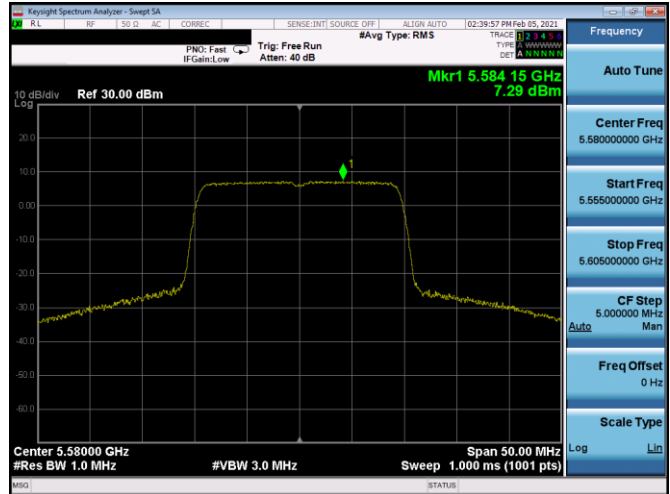 Keysight Spectrum Analyzer - Swept SA
RL RF 50 Ω AC CORREC SENSE:INT SOURCE OFF ALIGN AUTO 02:39:57 PM Feb 05, 2021
#Avg Type: RMS
TRACE 1 2 3 4 5 6
TYPE A WWWWW
DET A N N N N N
PNO: Fast
IFGain:Low
Trig: Free Run
Atten: 40 dB
Mkr1 5.584 15 GHz
7.29 dBm
10 dB/div
Log
Ref 30.00 dBm
20.0
10.0
0.00
-10.0
-20.0
-30.0
-40.0
-50.0
-60.0
1
Center 5.58000 GHz
#Res BW 1.0 MHz
#VBW 3.0 MHz
Span 50.00 MHz
Sweep 1.000 ms (1001 pts)
MSG
STATUS
Frequency
Auto Tune
Center Freq
5.580000000 GHz
Start Freq
5.555000000 GHz
Stop Freq
5.605000000 GHz
CF Step
5.000000 MHz
Auto Man
Freq Offset
0 Hz
Scale Type
Log Lin